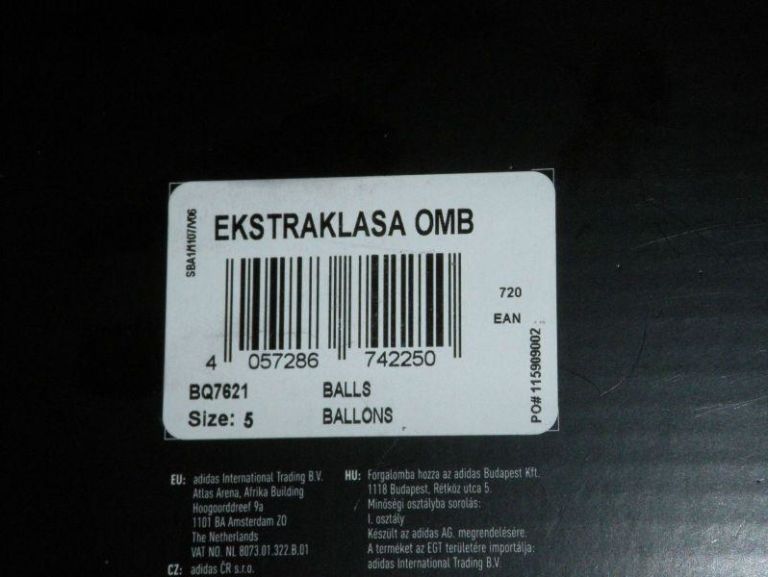 SBA1/1107/V06
EKSTRAKLASA OMB
720
EAN
4 057286 742250
BQ7621 BALLS
Size: 5 BALLONS
PO# 115909002
EU: adidas International Trading B.V.
Atlas Arena, Afrika Building
Hoogoorddreef 9a
1101 BA Amsterdam ZO
The Netherlands
VAT NO. NL 8073.01.322.B.01
CZ: adidas ČR s.r.o.
HU: Forgalomba hozza az adidas Budapest Kft.
1118 Budapest, Rétköz utca 5.
Minőségi osztályba sorolás:
I. osztály
Készült az adidas AG. megrendelésére.
A terméket az EGT területére importálja:
adidas International Trading B.V